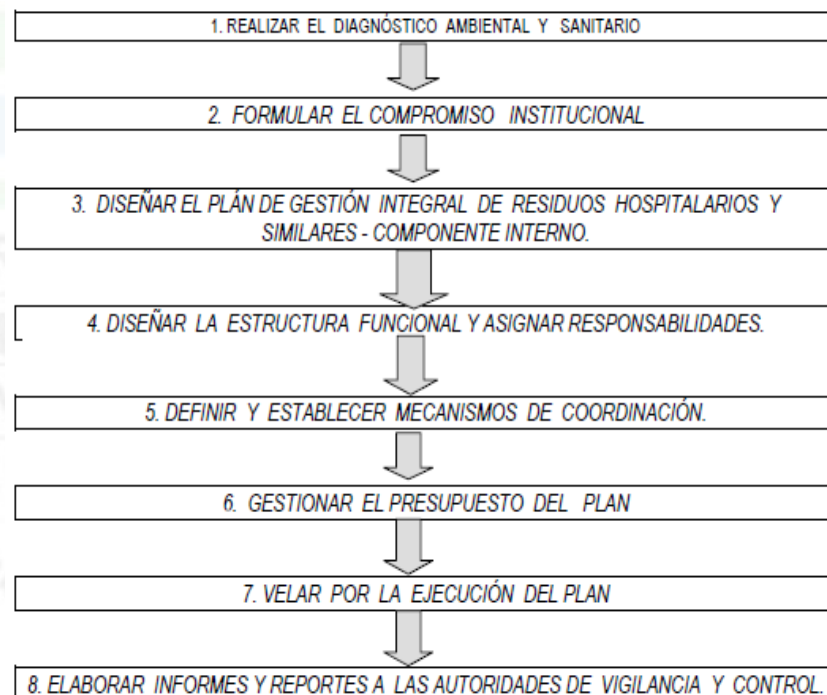 1. REALIZAR EL DIAGNÓSTICO AMBIENTAL Y SANITARIO
2. FORMULAR EL COMPROMISO INSTITUCIONAL
3. DISEÑAR EL PLÁN DE GESTIÓN INTEGRAL DE RESIDUOS HOSPITALARIOS Y
SIMILARES - COMPONENTE INTERNO.
4. DISEÑAR LA ESTRUCTURA FUNCIONAL Y ASIGNAR RESPONSABILIDADES.
5. DEFINIR Y ESTABLECER MECANISMOS DE COORDINACIÓN.
6. GESTIONAR EL PRESUPUESTO DEL PLAN
7. VELAR POR LA EJECUCIÓN DEL PLAN
8. ELABORAR INFORMES Y REPORTES A LAS AUTORIDADES DE VIGILANCIA Y CONTROL.